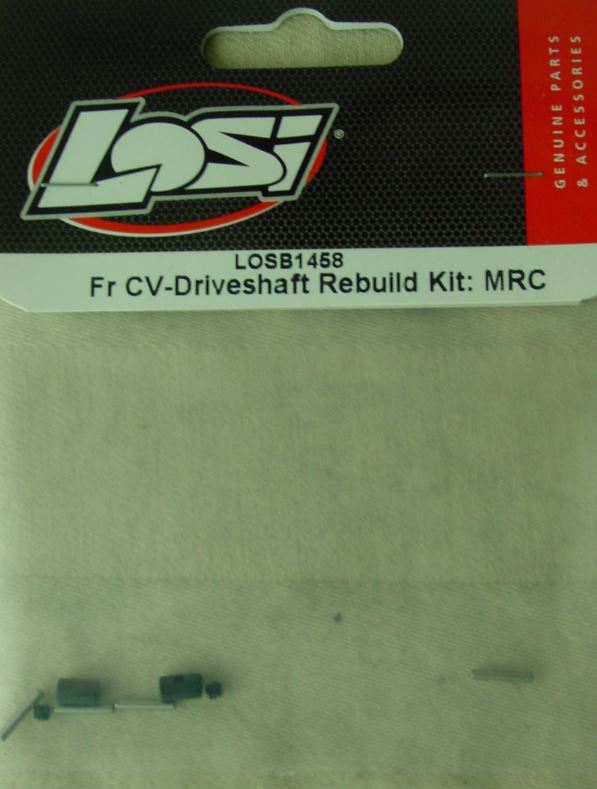 Losi®
GENUINE PARTS
& ACCESSORIES
LOSB1458
Fr CV-Driveshaft Rebuild Kit: MRC